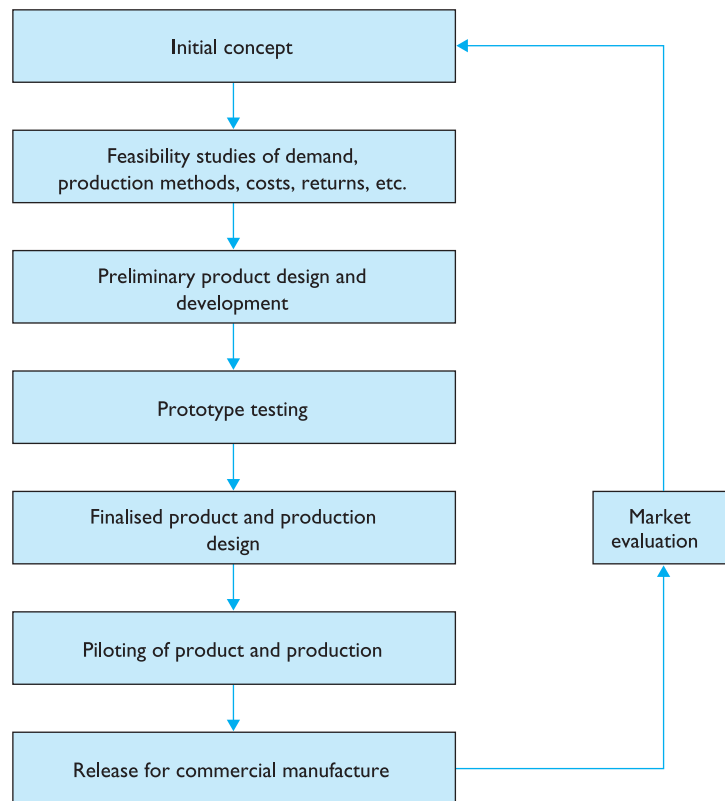 Initial concept
Feasibility studies of demand,
production methods, costs, returns, etc.
Preliminary product design and
development
Prototype testing
Finalised product and production
design
Market
evaluation
Piloting of product and production
Release for commercial manufacture